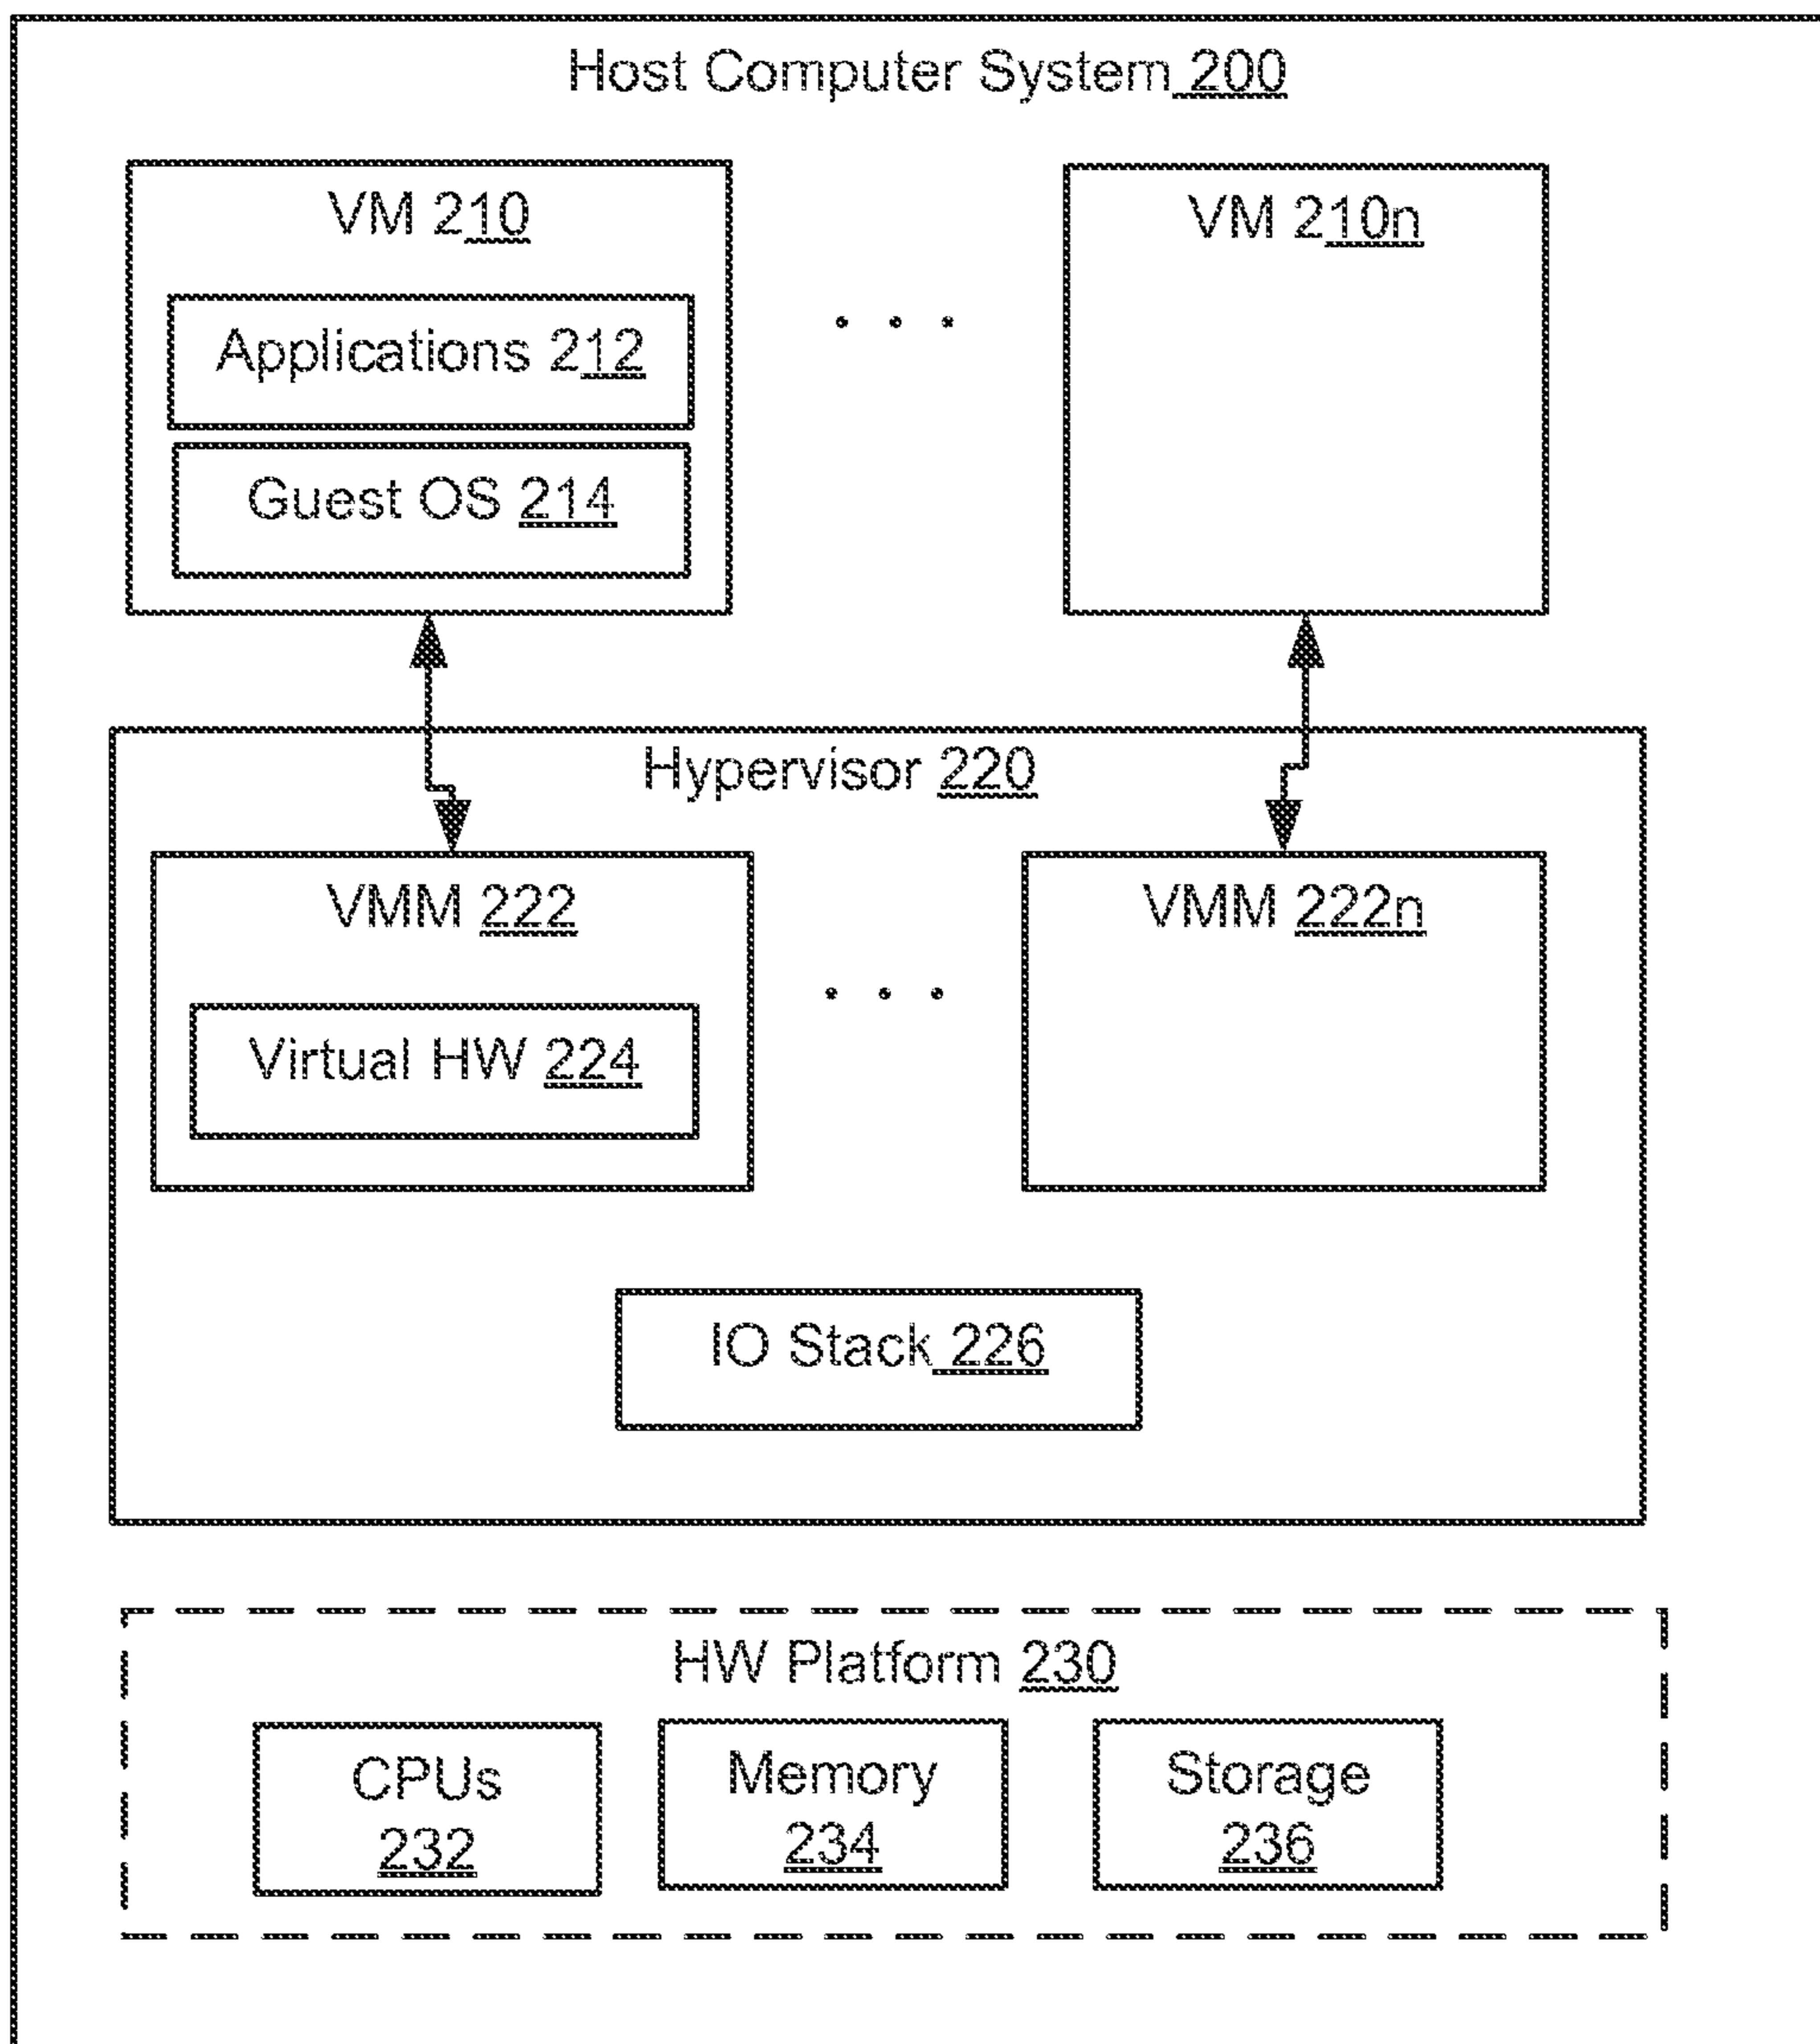 Host Computer System 200
VM 210
VM 210n
Applications 212
Guest OS 214
Hypervisor 220
VMM 222
VMM 222n
Virtual HW 224
IO Stack 226
HW Platform 230
CPUs
232
Memory
234
Storage
236